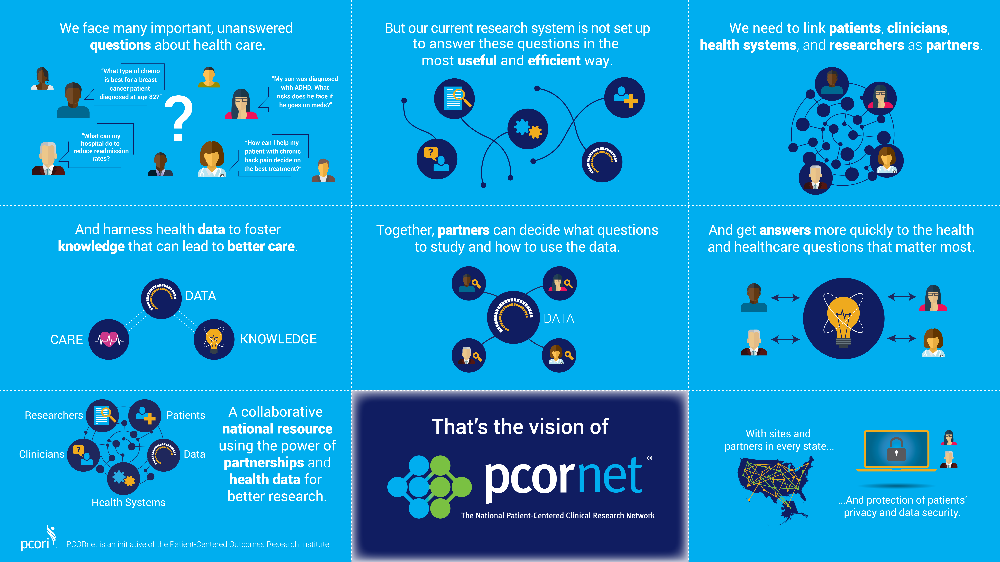 We face many important, unanswered
questions about health care.
“What type of chemo
is best for a breast
cancer patient
diagnosed at age 82?”
“My son was diagnosed
with ADHD. What
risks does he face if
he goes on meds?”
?
“What can my
hospital do to
reduce readmission
rates?
“How can I help my
patient with chronic
back pain decide on
the best treatment?”
But our current research system is not set up
to answer these questions in the
most useful and efficient way.
?
We need to link patients, clinicians,
health systems, and researchers as partners.
And harness health data to foster
knowledge that can lead to better care.
DATA
CARE
KNOWLEDGE
Together, partners can decide what questions
to study and how to use the data.
DATA
And get answers more quickly to the health
and healthcare questions that matter most.
Researchers
Patients
Clinicians
?
Data
Health Systems
A collaborative
national resource
using the power of
partnerships and
health data for
better research.
pcori
PCORnet is an initiative of the Patient-Centered Outcomes Research Institute
That’s the vision of
pcornet®
The National Patient-Centered Clinical Research Network
With sites and
partners in every state...
...And protection of patients’
privacy and data security.